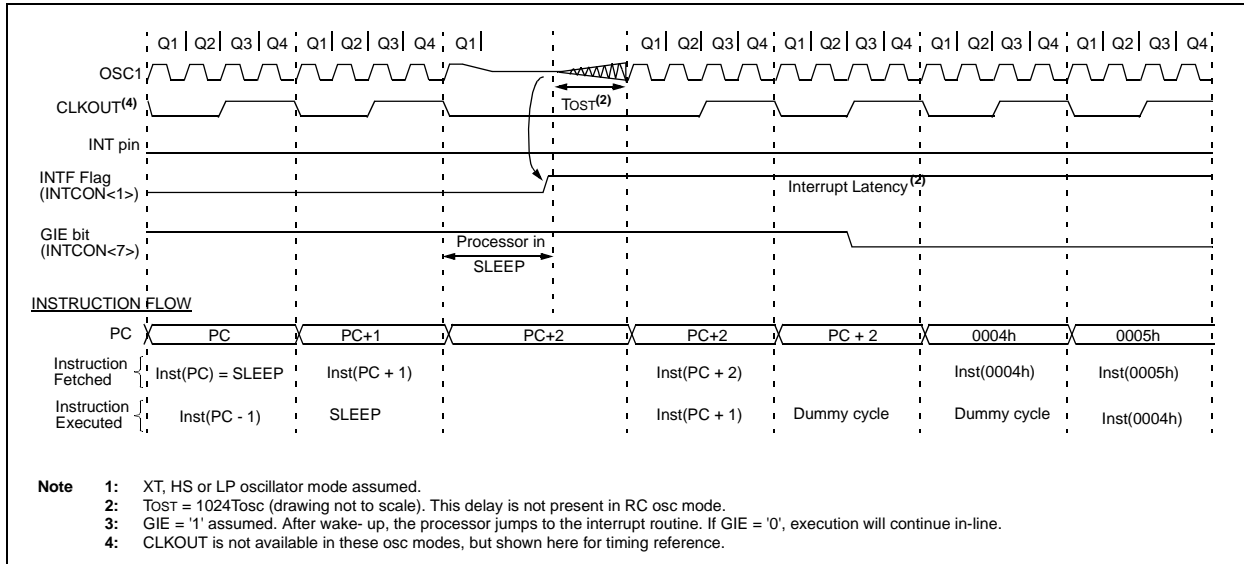 Q1 Q2 Q3 Q4 Q1 Q2 Q3 Q4 Q1 Q1 Q2 Q3 Q4 Q1 Q2 Q3 Q4 Q1 Q2 Q3 Q4 Q1 Q2 Q3 Q4
OSC1
TOST(2)
CLKOUT(4)
INT pin
INTF Flag
(INTCON<1>)
Interrupt Latency(2)
GIE bit
(INTCON<7>)
Processor in
SLEEP
INSTRUCTION FLOW
PC PC PC+1 PC+2 PC+2 PC + 2 0004h 0005h
Instruction
Fetched
Inst(PC) = SLEEP Inst(PC + 1) Inst(PC + 2) Inst(0004h) Inst(0005h)
Instruction
Executed
Inst(PC - 1) SLEEP Inst(PC + 1) Dummy cycle Dummy cycle Inst(0004h)
Note 1: XT, HS or LP oscillator mode assumed.
2: TOST = 1024Tosc (drawing not to scale). This delay is not present in RC osc mode.
3: GIE = '1' assumed. After wake- up, the processor jumps to the interrupt routine. If GIE = '0', execution will continue in-line.
4: CLKOUT is not available in these osc modes, but shown here for timing reference.